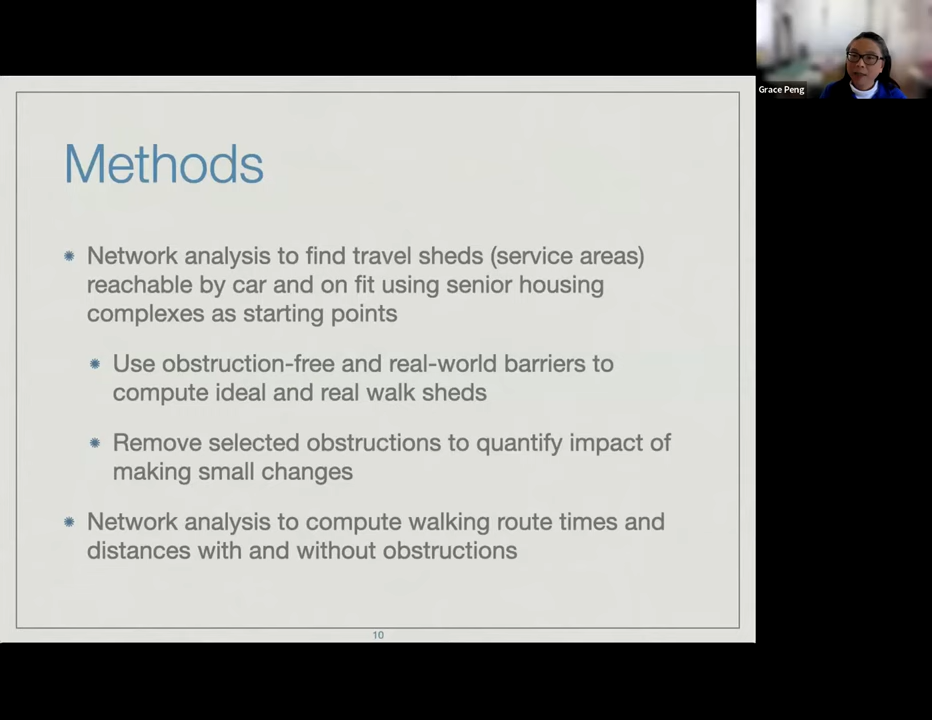 Grace Peng
Methods
Network analysis to find travel sheds (service areas)
reachable by car and on fit using senior housing
complexes as starting points
Use obstruction-free and real-world barriers to
compute ideal and real walk sheds
Remove selected obstructions to quantify impact of
making small changes
Network analysis to compute walking route times and
distances with and without obstructions
10